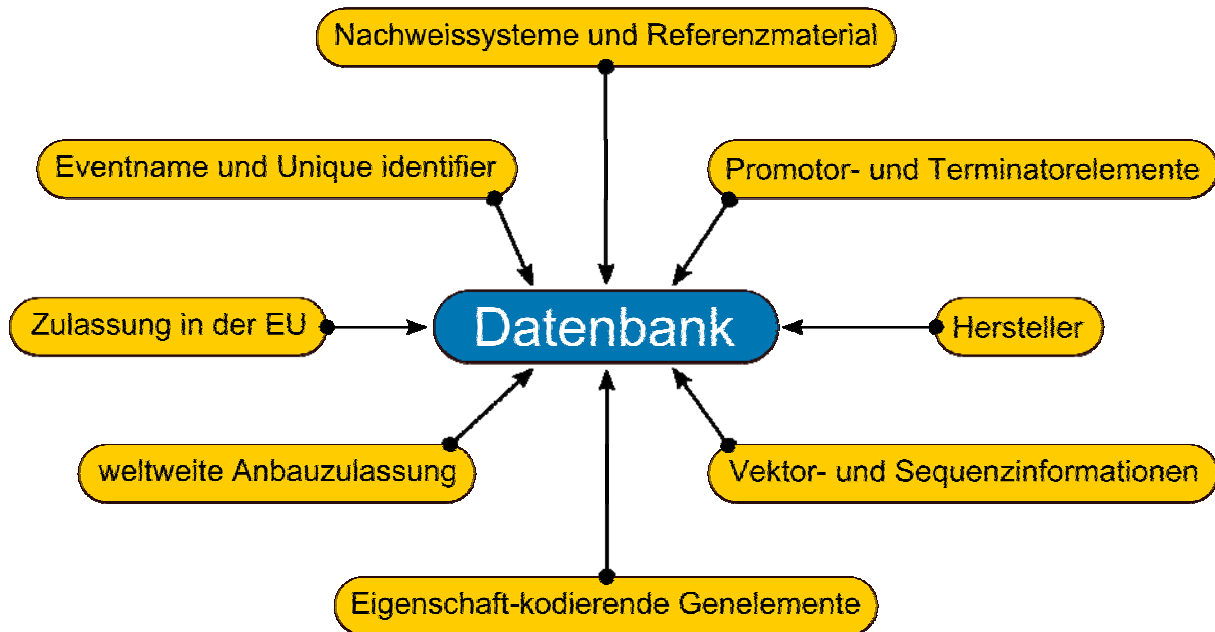 Nachweissysteme und Referenzmaterial
Eventname und Unique identifier
Promotor- und Terminatorelemente
Zulassung in der EU
Datenbank
Hersteller
weltweite Anbauzulassung
Vektor- und Sequenzinformationen
Eigenschaft-kodierende Genelemente